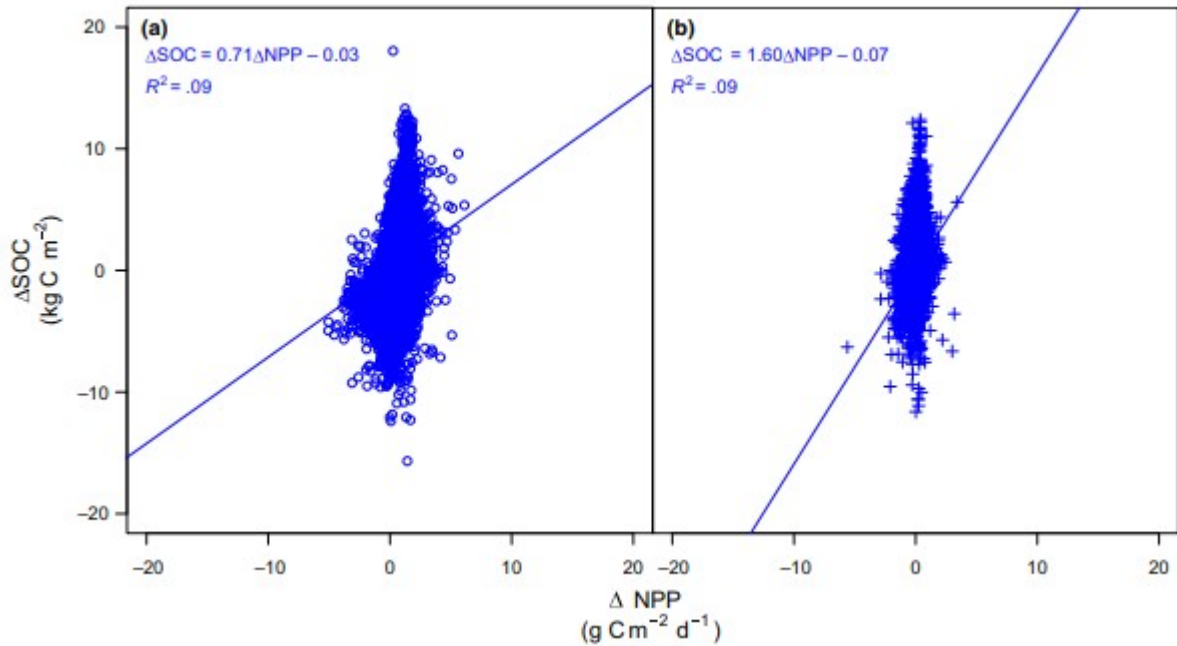 (a)
ΔSOC = 0.71ΔNPP – 0.03
R² = .09
(b)
ΔSOC = 1.60ΔNPP – 0.07
R² = .09
20
10
0
–10
–20
ΔSOC
(kg C m⁻²)
–20 –10 0 10 20
–20 –10 0 10 20
Δ NPP
(g C m⁻² d⁻¹)